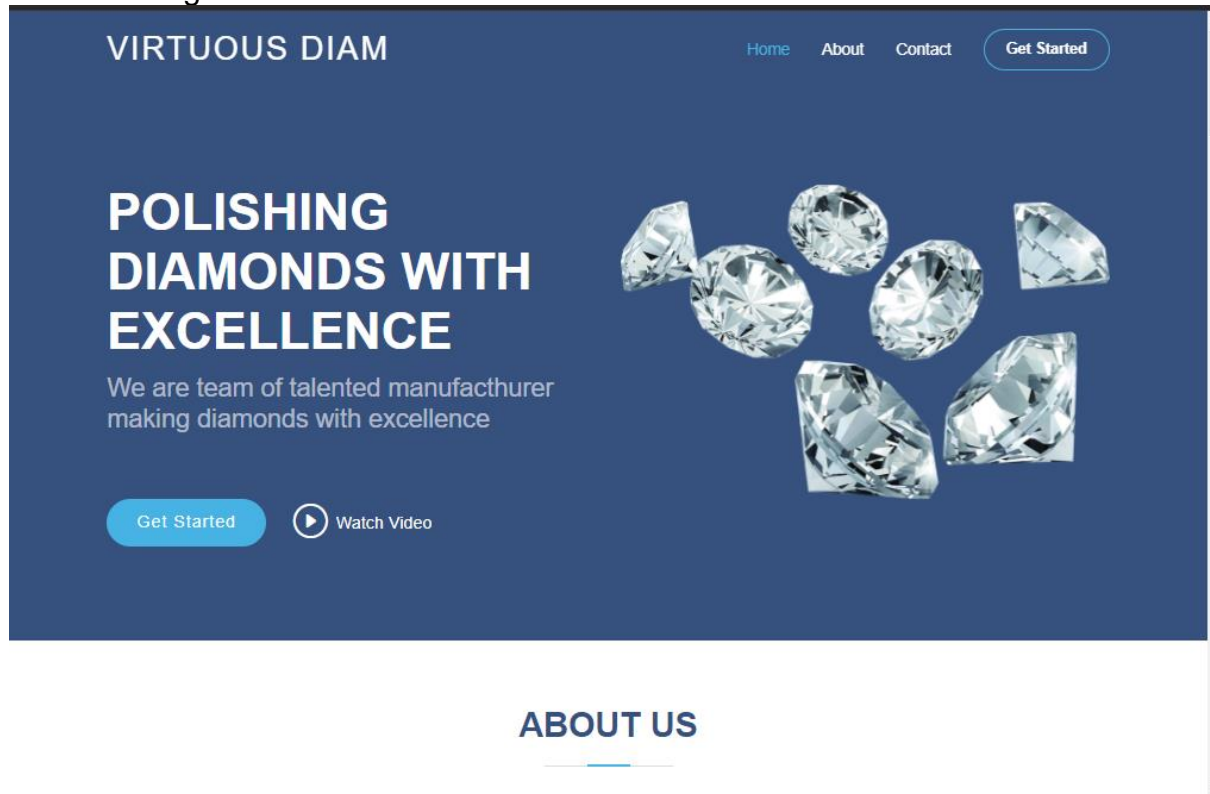 VIRTUOUS DIAM
Home About Contact Get Started
POLISHING
DIAMONDS WITH
EXCELLENCE
We are team of talented manufacthurer
making diamonds with excellence
Get Started Watch Video
ABOUT US